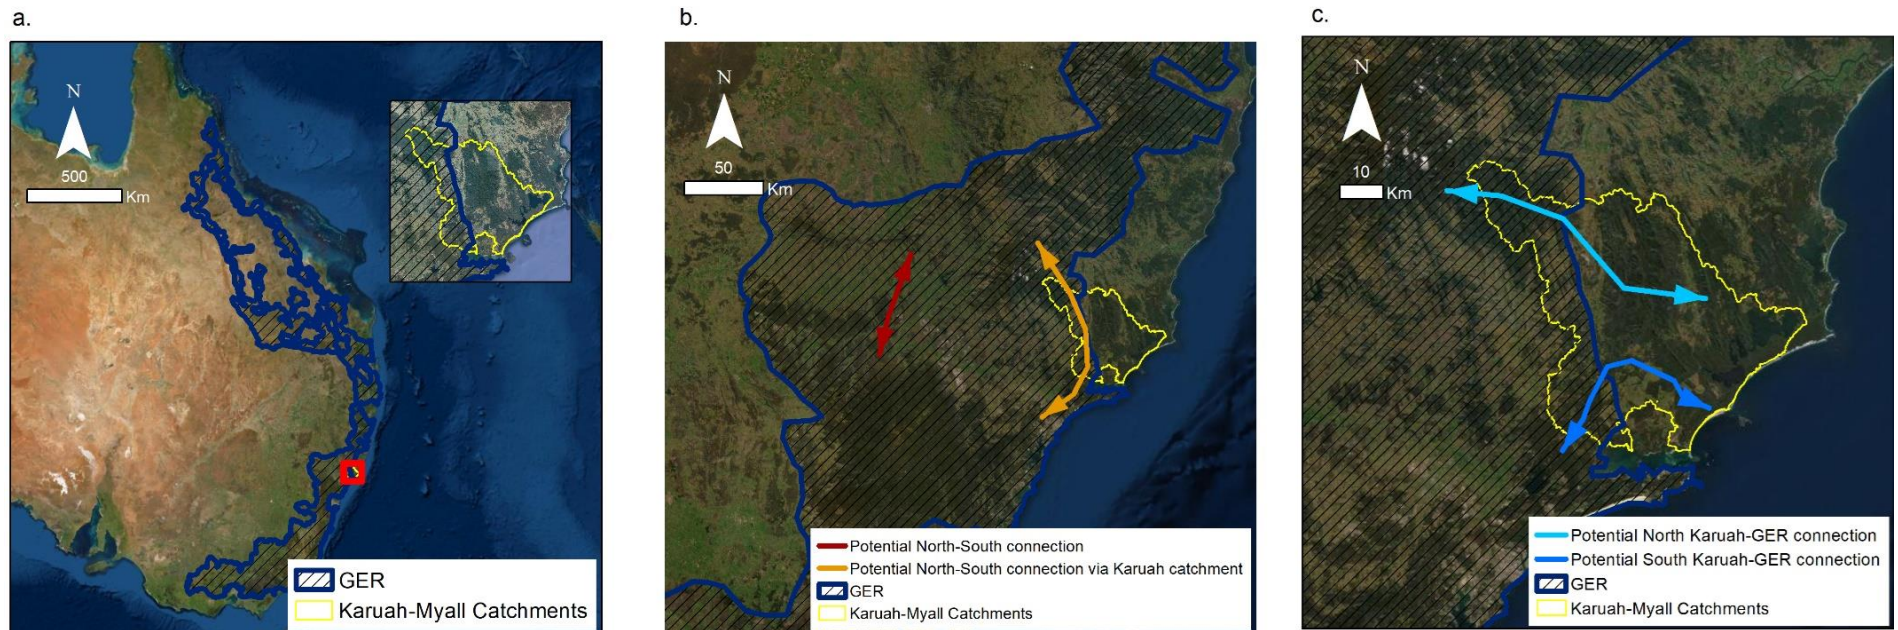 a.
N
500
Km
GER
Karuah-Myall Catchments
b.
N
50
Km
Potential North-South connection
Potential North-South connection via Karuah catchment
GER
Karuah-Myall Catchments
c.
N
10
Km
Potential North Karuah-GER connection
Potential South Karuah-GER connection
GER
Karuah-Myall Catchments